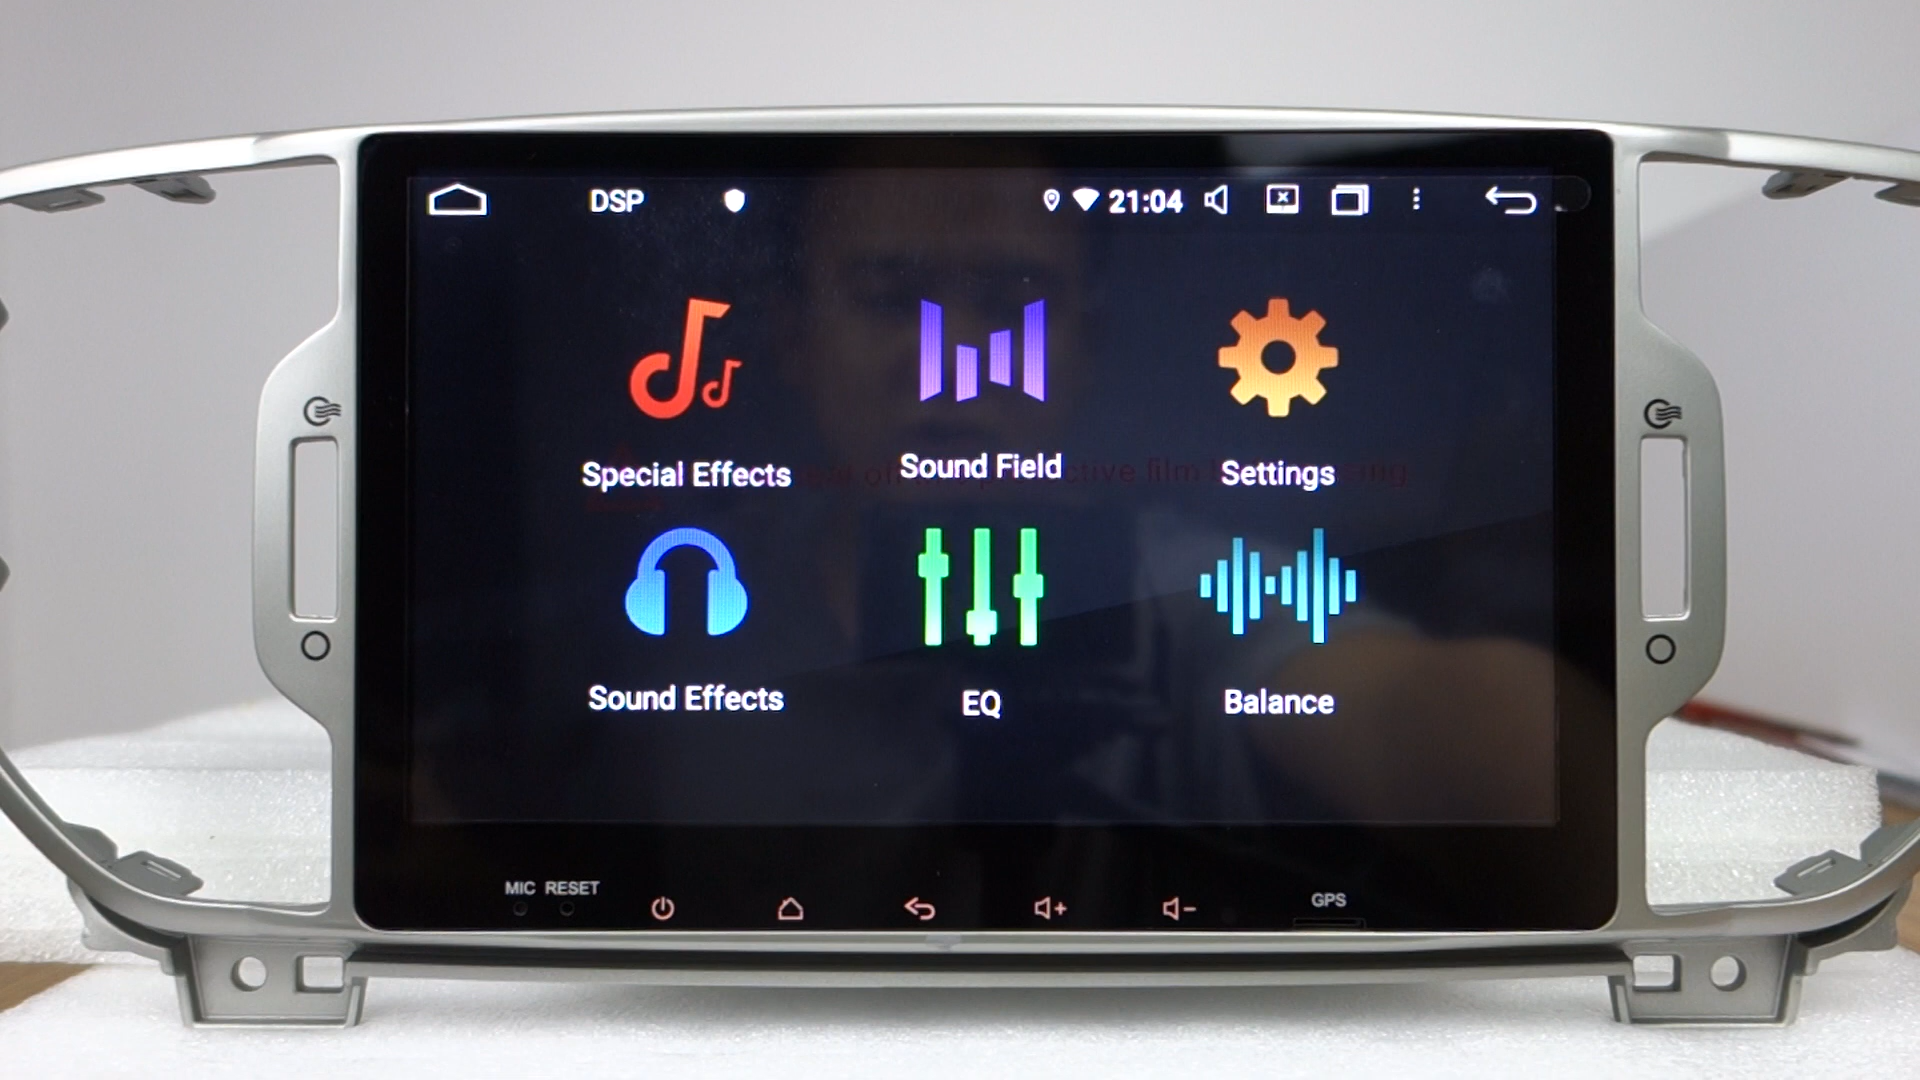 DSP 21:04
Special Effects Sound Field Settings
Sound Effects EQ Balance
MIC RESET GPS